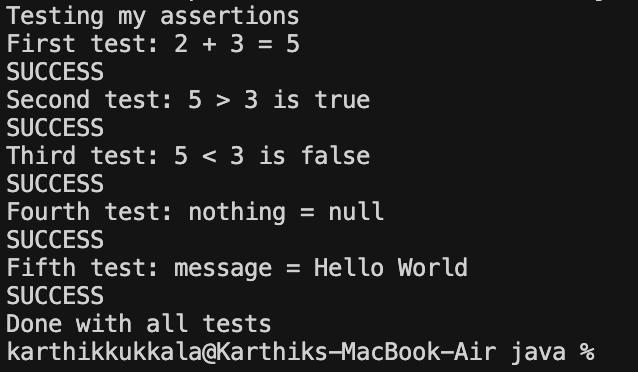 Testing my assertions
First test: 2 + 3 = 5
SUCCESS
Second test: 5 > 3 is true
SUCCESS
Third test: 5 < 3 is false
SUCCESS
Fourth test: nothing = null
SUCCESS
Fifth test: message = Hello World
SUCCESS
Done with all tests
karthikkukkala@Karthiks-MacBook-Air java %